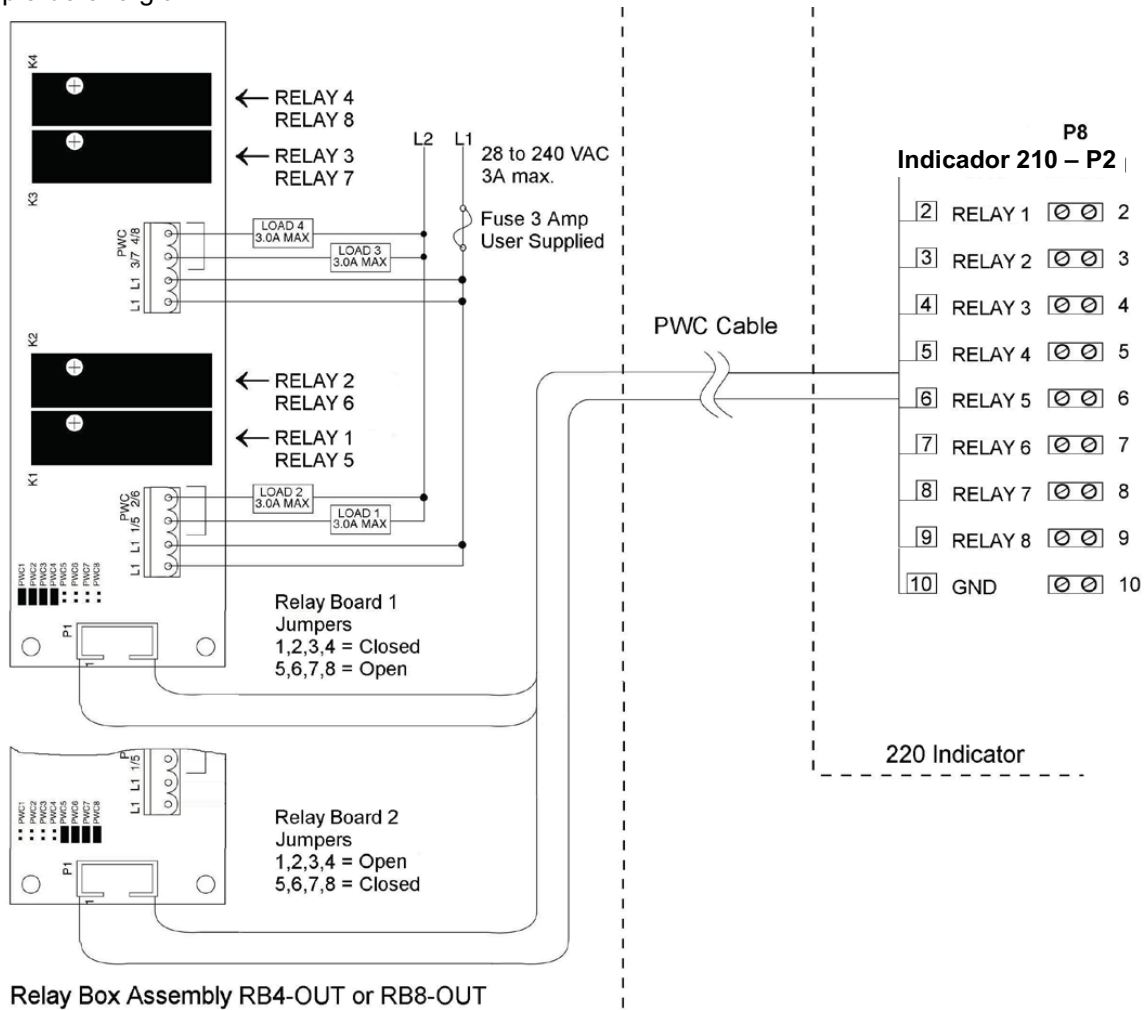 K4
RELAY 4
RELAY 8
RELAY 3
RELAY 7
K3
L2 L1
28 to 240 VAC
3A max.
Fuse 3 Amp
User Supplied
PWC
L1 L1 3/7 4/8
LOAD 4
3.0A MAX
LOAD 3
3.0A MAX
K2
RELAY 2
RELAY 6
RELAY 1
RELAY 5
K1
PWC
L1 L1 1/5 2/6
LOAD 2
3.0A MAX
LOAD 1
3.0A MAX
PWC1
PWC2
PWC3
PWC4
PWC5
PWC6
PWC7
PWC8
P1
1
Relay Board 1
Jumpers
1,2,3,4 = Closed
5,6,7,8 = Open
L1 L1 1/5
PWC1
PWC2
PWC3
PWC4
PWC5
PWC6
PWC7
PWC8
P1
1
Relay Board 2
Jumpers
1,2,3,4 = Open
5,6,7,8 = Closed
Relay Box Assembly RB4-OUT or RB8-OUT
PWC Cable
P8
Indicador 210 – P2
2 RELAY 1 2
3 RELAY 2 3
4 RELAY 3 4
5 RELAY 4 5
6 RELAY 5 6
7 RELAY 6 7
8 RELAY 7 8
9 RELAY 8 9
10 GND 10
220 Indicator